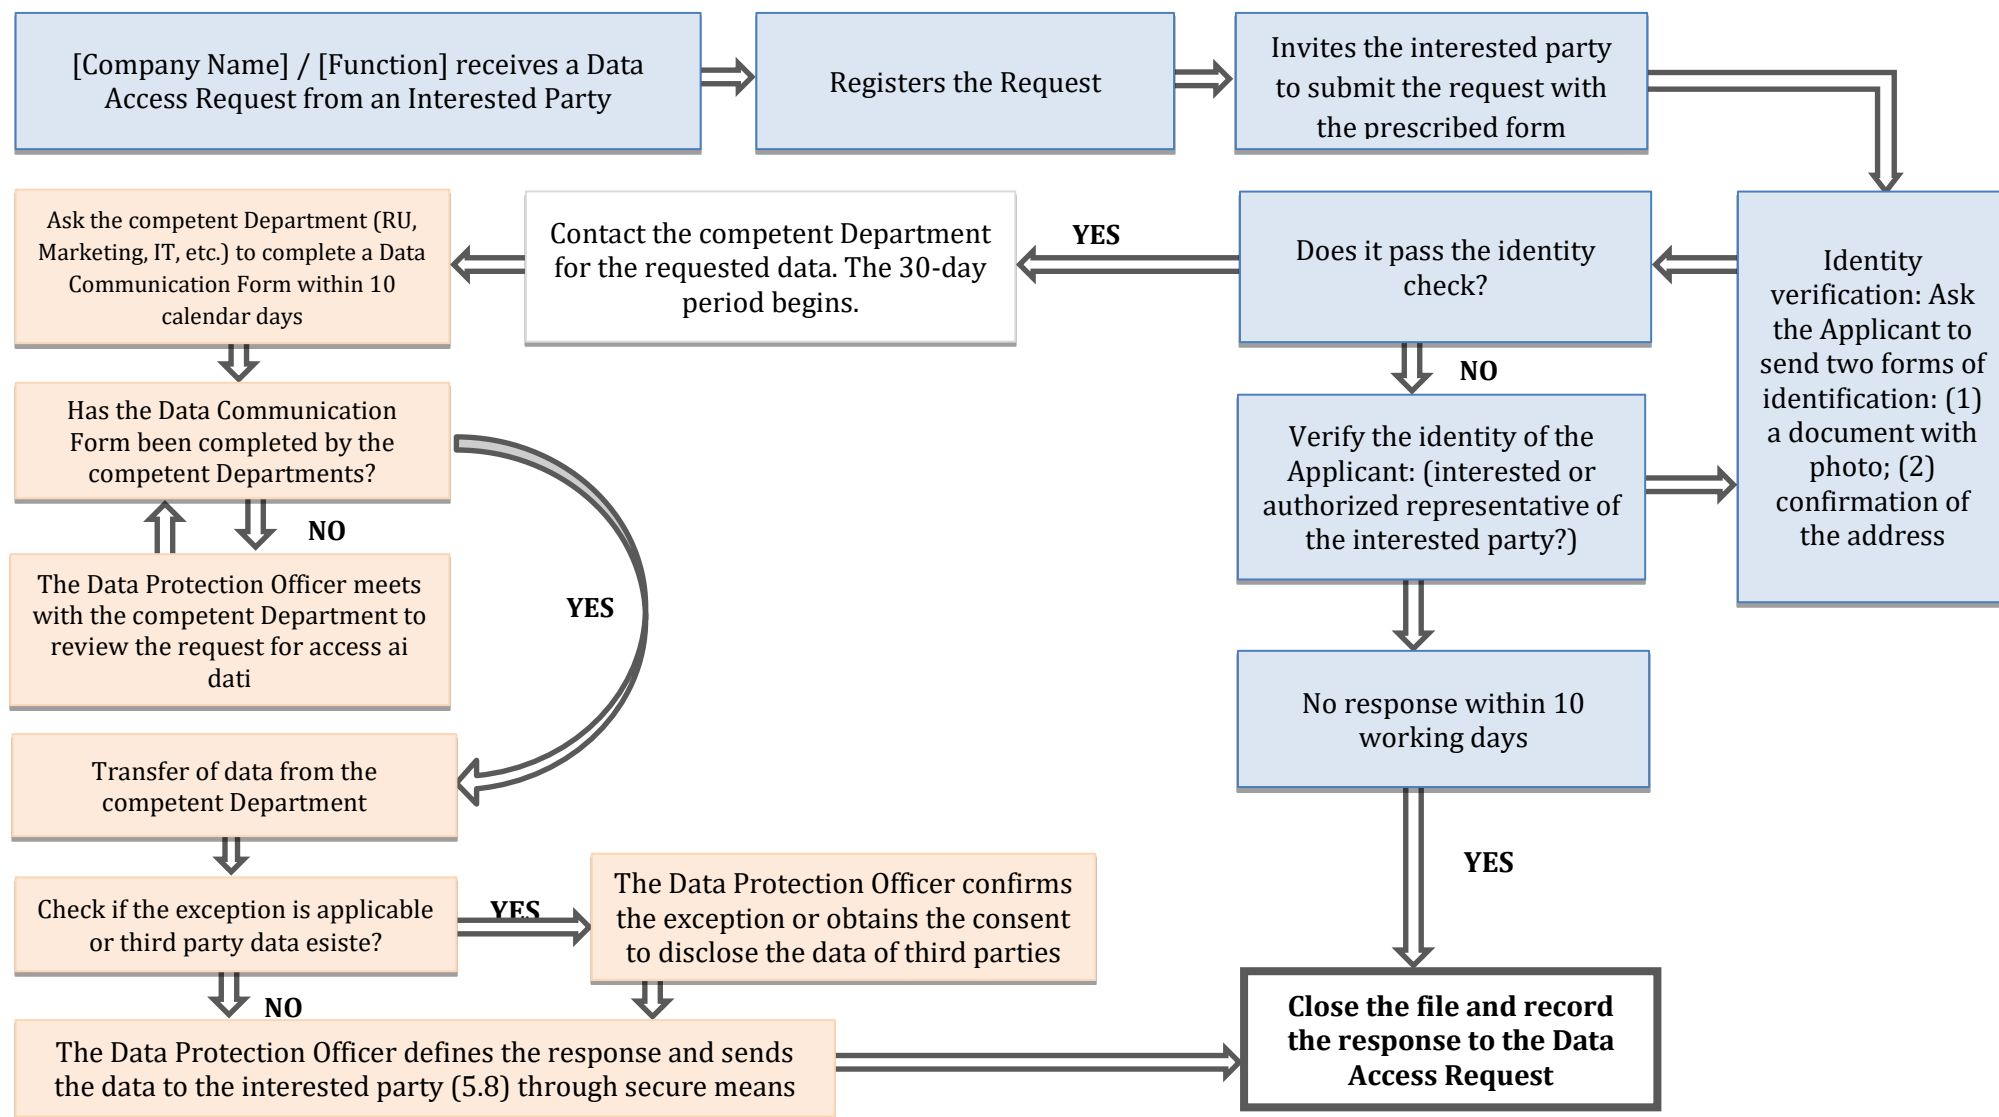 [Company Name] / [Function] receives a Data
Access Request from an Interested Party
Registers the Request
Invites the interested party
to submit the request with
the prescribed form
Ask the competent Department (RU,
Marketing, IT, etc.) to complete a Data
Communication Form within 10
calendar days
Contact the competent Department
for the requested data. The 30-day
period begins.
YES
Does it pass the identity
check?
Identity
verification: Ask
the Applicant to
send two forms of
identification: (1)
a document with
photo; (2)
confirmation of
the address
NO
Has the Data Communication
Form been completed by the
competent Departments?
Verify the identity of the
Applicant: (interested or
authorized representative of
the interested party?)
NO
The Data Protection Officer meets
with the competent Department to
review the request for access ai
dati
YES
No response within 10
working days
Transfer of data from the
competent Department
YES
Check if the exception is applicable
or third party data esiste?
YES
The Data Protection Officer confirms
the exception or obtains the consent
to disclose the data of third parties
NO
The Data Protection Officer defines the response and sends
the data to the interested party (5.8) through secure means
Close the file and record
the response to the Data
Access Request